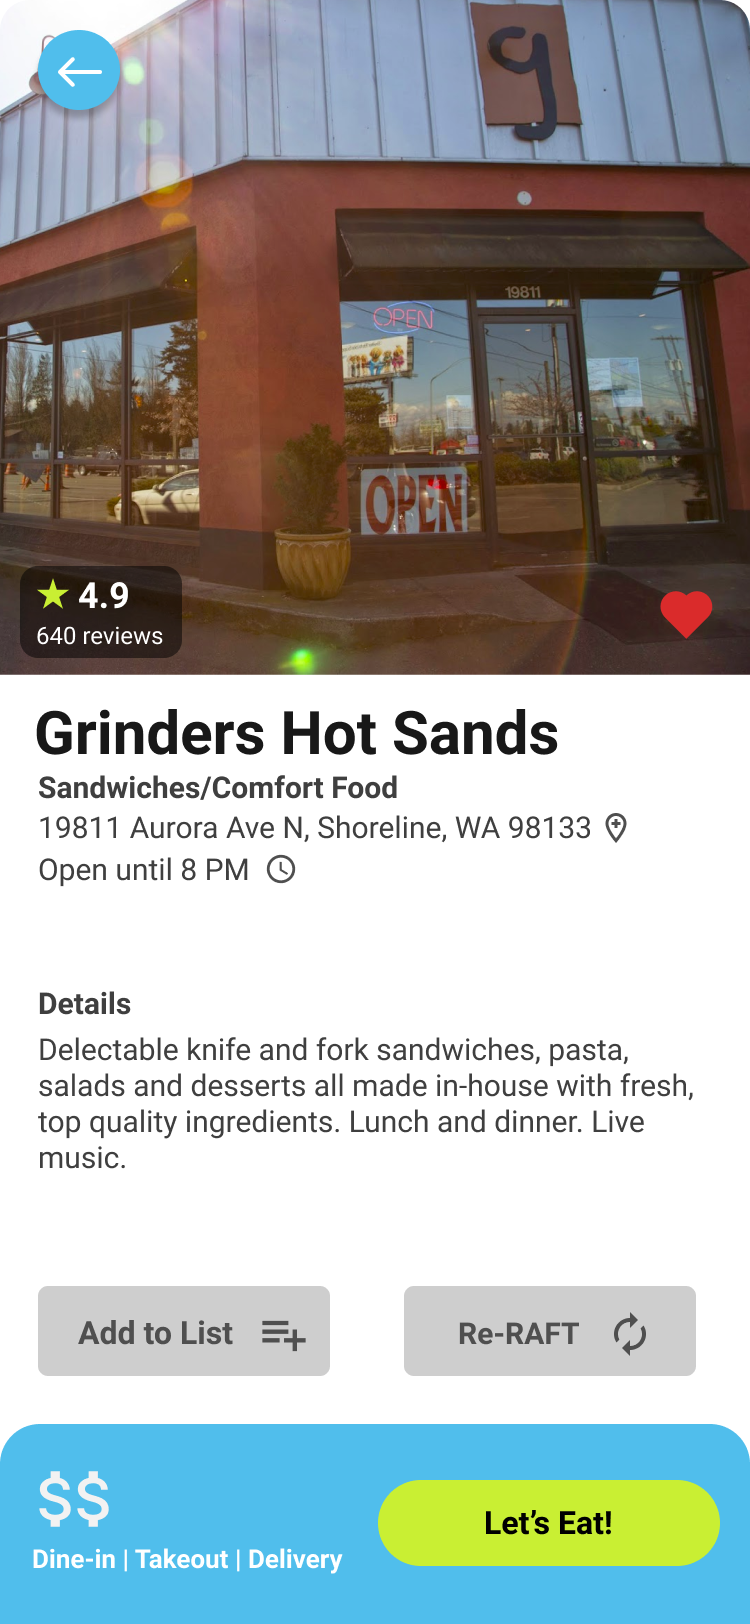 g
19811
OPEN
OPEN
4.9
640 reviews
Grinders Hot Sands
Sandwiches/Comfort Food
19811 Aurora Ave N, Shoreline, WA 98133
Open until 8 PM
Details
Delectable knife and fork sandwiches, pasta,
salads and desserts all made in-house with fresh,
top quality ingredients. Lunch and dinner. Live
music.
Add to List
Re-RAFT
$$
Let’s Eat!
Dine-in | Takeout | Delivery